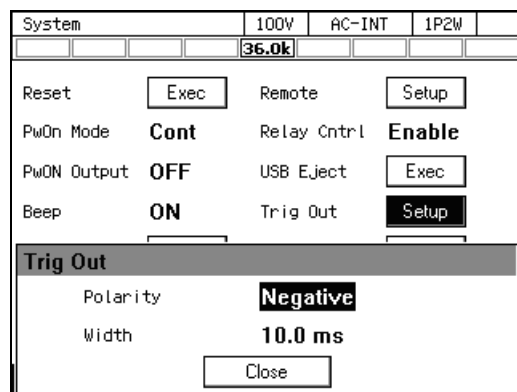 System 100V AC-INT 1P2W
36.0k
Reset Exec Remote Setup
PwOn Mode Cont Relay Cntrl Enable
PwON Output OFF USB Eject Exec
Beep ON Trig Out Setup
Trig Out
Polarity Negative
Width 10.0 ms
Close